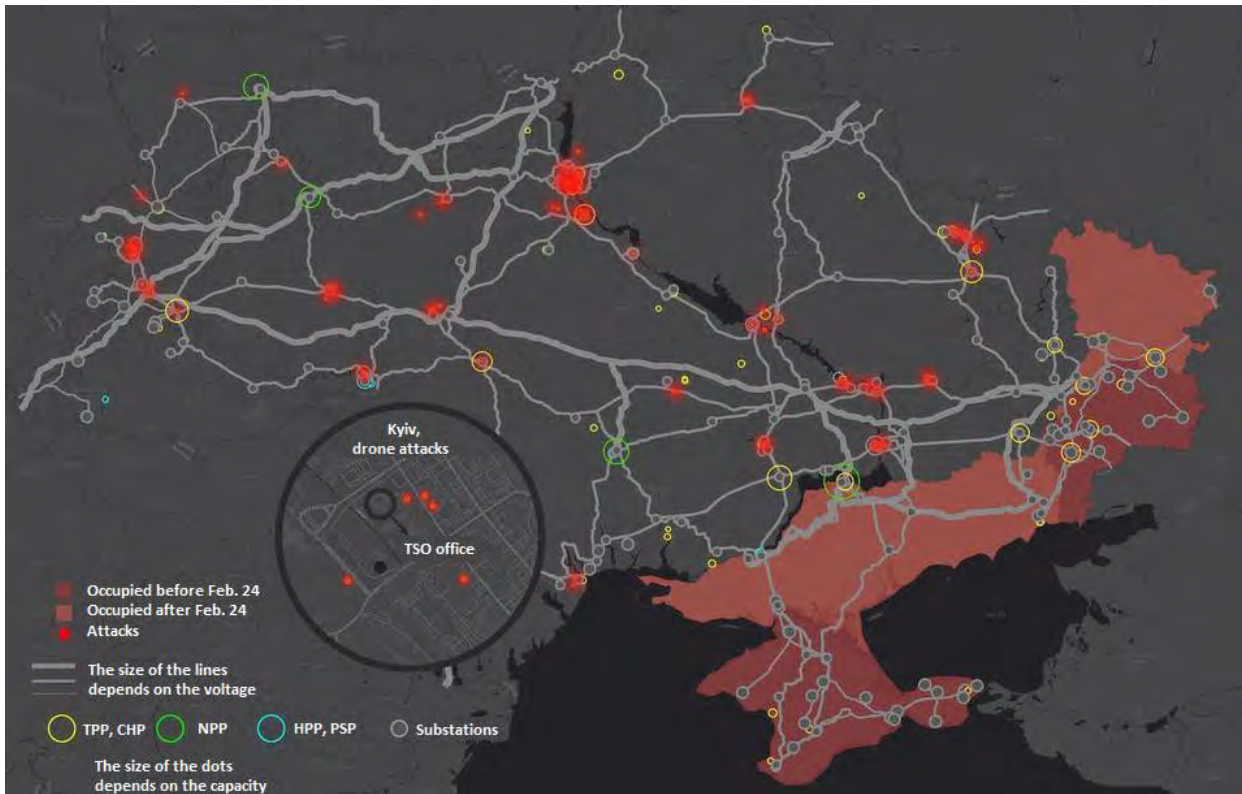 Kyiv,
drone attacks
TSO office
Occupied before Feb. 24
Occupied after Feb. 24
Attacks
The size of the lines
depends on the voltage
TPP, CHP
NPP
HPP, PSP
Substations
The size of the dots
depends on the capacity